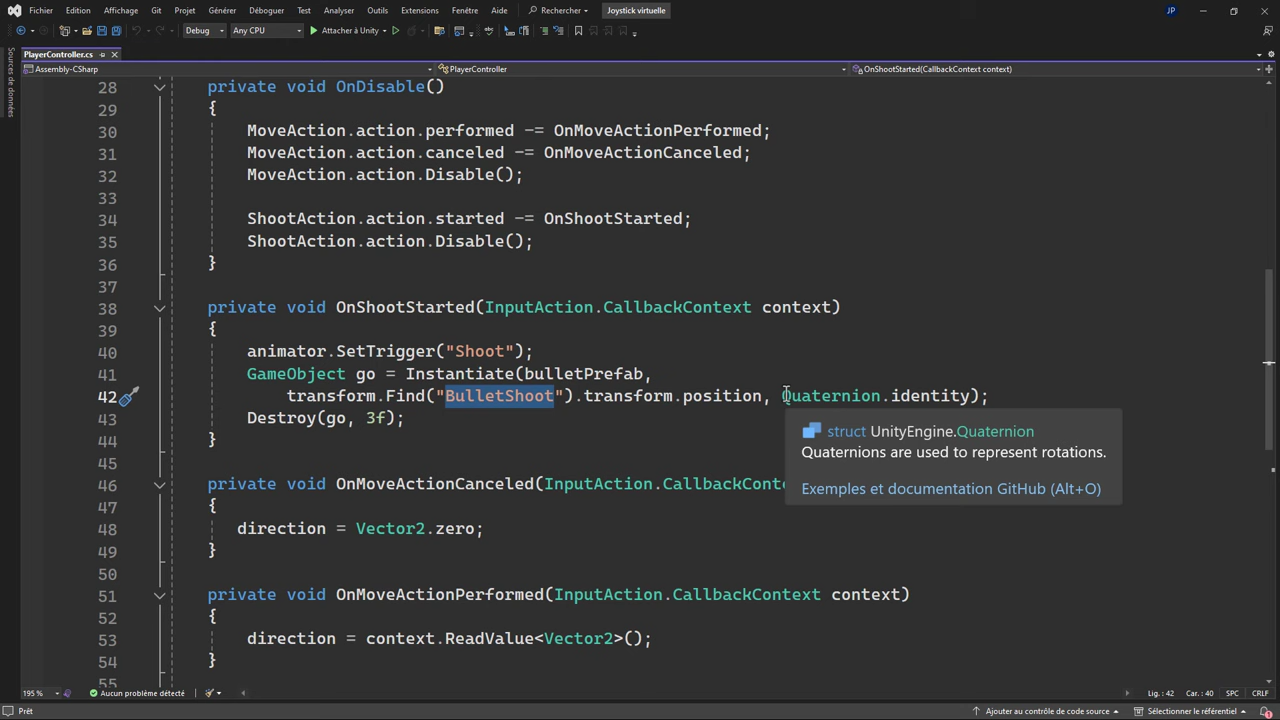 Fichier Edition Affichage Git Projet Générer Déboguer Test Analyser Outils Extensions Fenêtre Aide Rechercher Joystick virtuelle JP
Debug Any CPU Attacher à Unity
PlayerController.cs
Assembly-CSharp PlayerController OnShootStarted(CallbackContext context)
Sources de données
28 private void OnDisable()
29 {
30 MoveAction.action.performed -= OnMoveActionPerformed;
31 MoveAction.action.canceled -= OnMoveActionCanceled;
32 MoveAction.action.Disable();
33
34 ShootAction.action.started -= OnShootStarted;
35 ShootAction.action.Disable();
36 }
37
38 private void OnShootStarted(InputAction.CallbackContext context)
39 {
40 animator.SetTrigger("Shoot");
41 GameObject go = Instantiate(bulletPrefab,
42 transform.Find("BulletShoot").transform.position, Quaternion.identity);
43 Destroy(go, 3f);
44 }
45
46 private void OnMoveActionCanceled(InputAction.CallbackConte
47 {
48 direction = Vector2.zero;
49 }
50
51 private void OnMoveActionPerformed(InputAction.CallbackContext context)
52 {
53 direction = context.ReadValue<Vector2>();
54 }
55
struct UnityEngine.Quaternion
Quaternions are used to represent rotations.
Exemples et documentation GitHub (Alt+O)
195 % Aucun problème détecté Lig. : 42 Car. : 40 SPC CRLF
Prêt Ajouter au contrôle de code source Sélectionner le référentiel